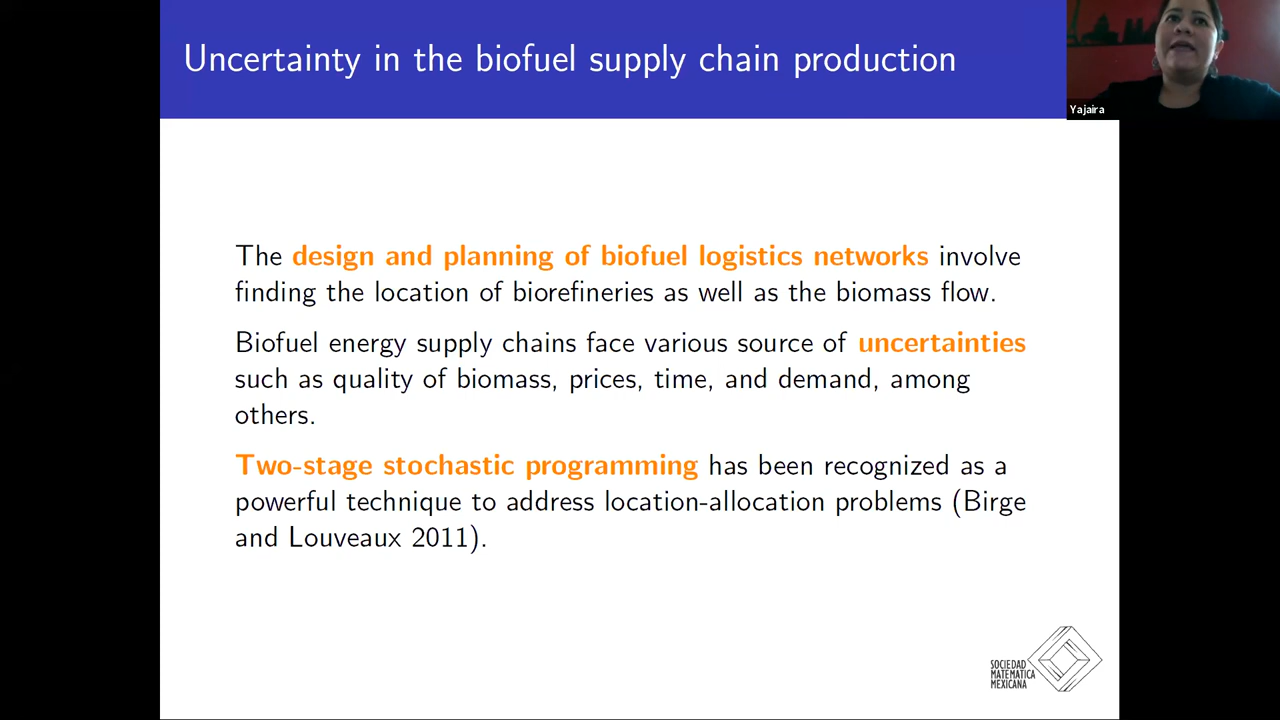 Uncertainty in the biofuel supply chain production
Yajaira
The design and planning of biofuel logistics networks involve
finding the location of biorefineries as well as the biomass flow.
Biofuel energy supply chains face various source of uncertainties
such as quality of biomass, prices, time, and demand, among
others.
Two-stage stochastic programming has been recognized as a
powerful technique to address location-allocation problems (Birge
and Louveaux 2011).
SOCIEDAD
MATEMATICA
MEXICANA